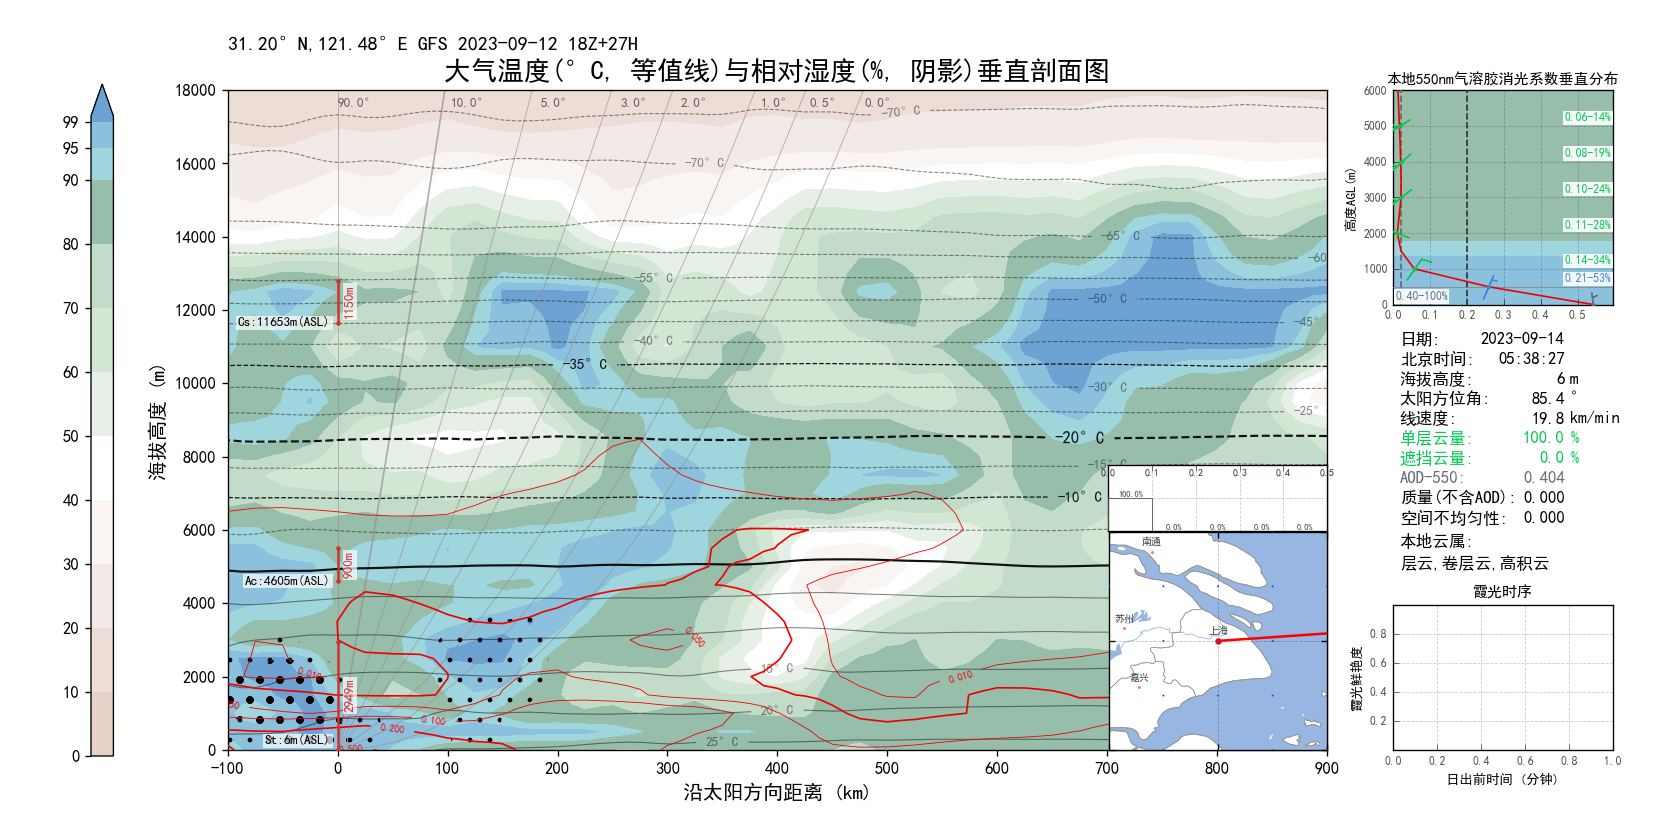 31.20° N,121.48° E GFS 2023-09-12 18Z+27H
大气温度(° C, 等值线)与相对湿度(%, 阴影)垂直剖面图
99
95
90
80
70
60
50
40
30
20
10
0
海拔高度 (m)
18000
16000
14000
12000
10000
8000
6000
4000
2000
0
90.0°
10.0°
5.0°
3.0°
2.0°
1.0°
0.5°
0.0°
-70° C
-70° C
-65° C
-60
-55° C
-50° C
-45°
-40° C
-35° C
-30° C
-25°
-20° C
-15° C
-10° C
15° C
20° C
25° C
1150m
Cs:11653m(ASL)
900m
Ac:4605m(ASL)
2949m
St:6m(ASL)
0.010
0.050
0.010
0.100
0.200
0.500
-100
0
100
200
300
400
500
600
700
800
900
沿太阳方向距离 (km)
0.0
0.1
0.2
0.3
0.4
0.5
100.0%
0.0%
0.0%
0.0%
0.0%
南通
苏州
上海
嘉兴
本地550nm气溶胶消光系数垂直分布
高度AGL(m)
6000
5000
4000
3000
2000
1000
0
0.06-14%
0.08-19%
0.10-24%
0.11-28%
0.14-34%
0.21-53%
0.40-100%
0.0
0.1
0.2
0.3
0.4
0.5
日期: 2023-09-14
北京时间: 05:38:27
海拔高度: 6 m
太阳方位角: 85.4 °
线速度: 19.8 km/min
单层云量: 100.0 %
遮挡云量: 0.0 %
AOD-550: 0.404
质量(不含AOD): 0.000
空间不均匀性: 0.000
本地云属:
层云,卷层云,高积云
霞光时序
霞光鲜艳度
0.8
0.6
0.4
0.2
0.0
0.2
0.4
0.6
0.8
1.0
日出前时间 (分钟)